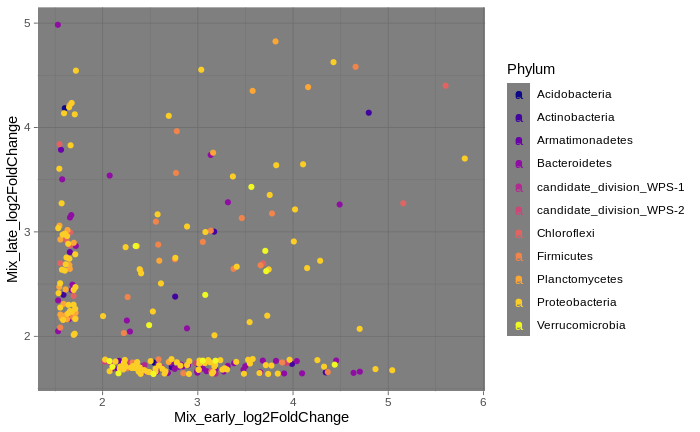 5
4
3
2
Mix_late_log2FoldChange
2
3
4
5
6
Mix_early_log2FoldChange
Phylum
a Acidobacteria
a Actinobacteria
a Armatimonadetes
a Bacteroidetes
a candidate_division_WPS-1
a candidate_division_WPS-2
a Chloroflexi
a Firmicutes
a Planctomycetes
a Proteobacteria
a Verrucomicrobia